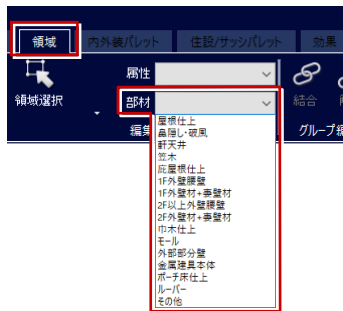 領域 内外装パレット 住設/サッシパレット 効果
属性
領域選択 部材 結合
編集 グループ編
屋根仕上
鼻隠し・破風
軒天井
笠木
庇屋根仕上
1F外壁腰壁
1F外壁材+妻壁材
2F以上外壁腰壁
2F外壁材+妻壁材
巾木仕上
モール
外部部分壁
金属建具本体
ポーチ床仕上
ルーバー
その他